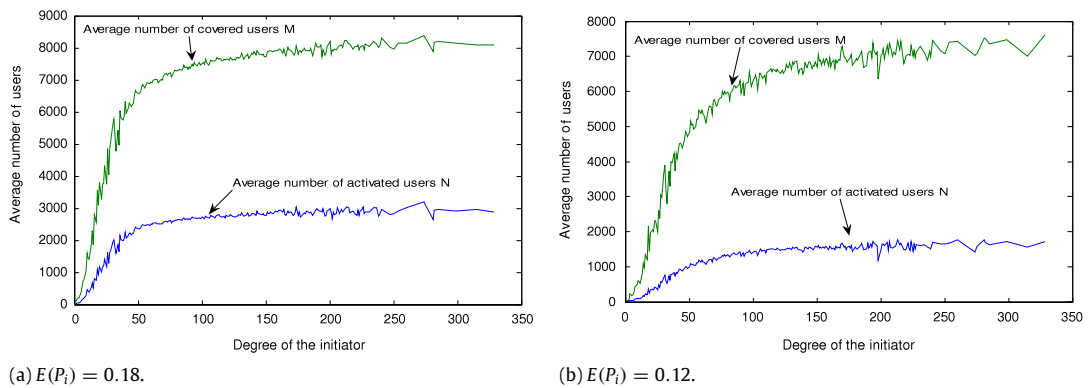 9000
8000
7000
6000
5000
4000
3000
2000
1000
0
Average number of users
Average number of covered users M
Average number of activated users N
0 50 100 150 200 250 300 350
Degree of the initiator
(a) E(P_i) = 0.18.
8000
7000
6000
5000
4000
3000
2000
1000
0
Average number of users
Average number of covered users M
Average number of activated users N
0 50 100 150 200 250 300 350
Degree of the initiator
(b) E(P_i) = 0.12.